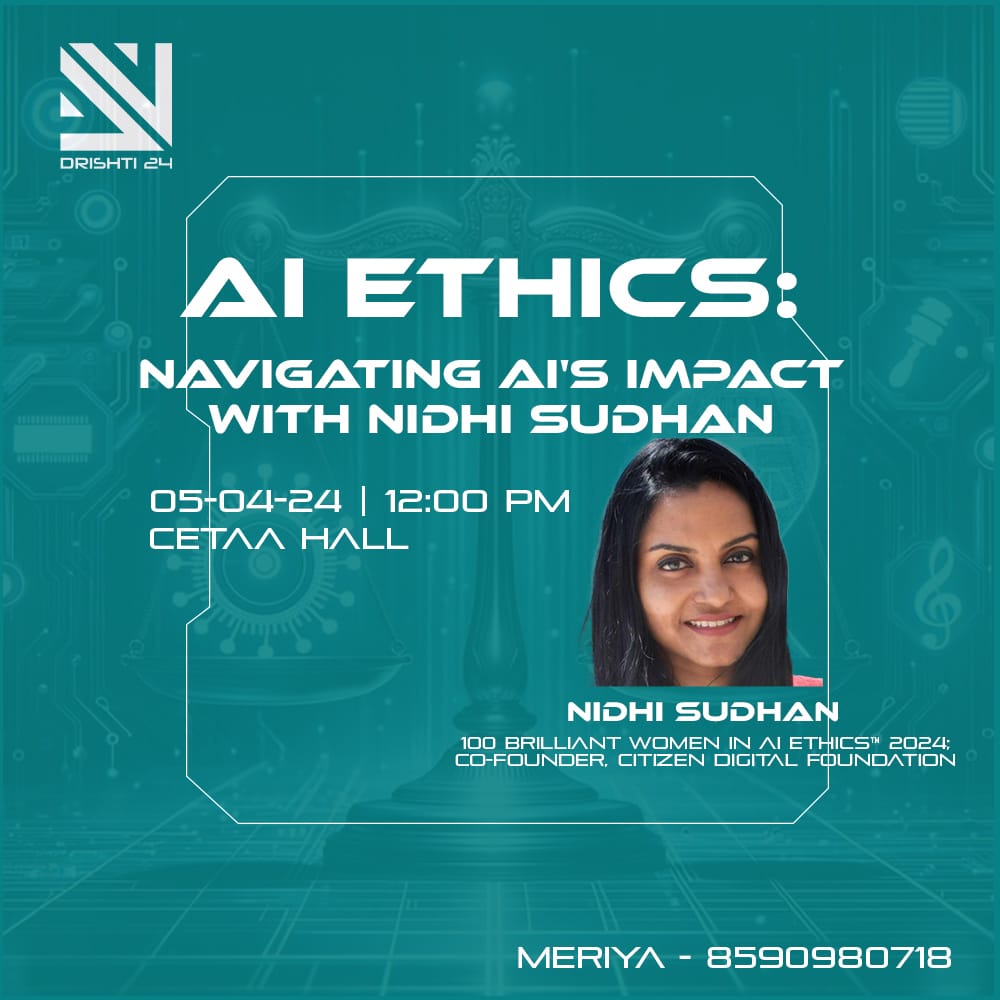 DRISHTI 24
AI ETHICS:
NAVIGATING AI'S IMPACT
WITH NIDHI SUDHAN
05-04-24 | 12:00 PM
CETAA HALL
NIDHI SUDHAN
100 BRILLIANT WOMEN IN AI ETHICS™ 2024;
CO-FOUNDER, CITIZEN DIGITAL FOUNDATION
MERIYA - 8590980718